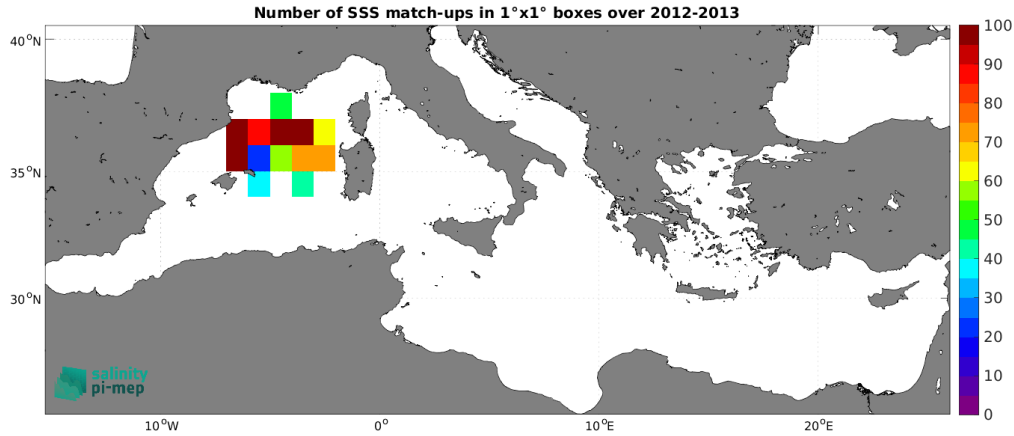 Number of SSS match-ups in 1°x1° boxes over 2012-2013
40°N
35°N
30°N
10°W
0°
10°E
20°E
100
90
80
70
60
50
40
30
20
10
0
salinity
pi-mep